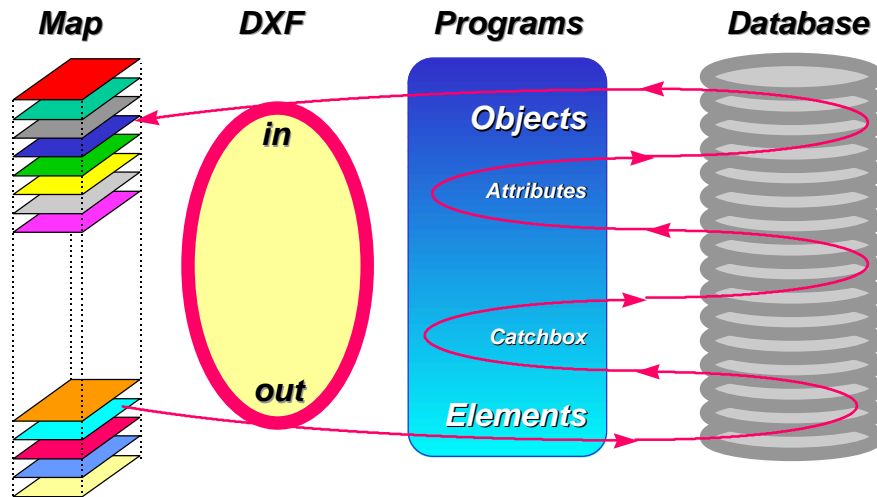 Map DXF Programs Database
in
Objects
Attributes
Catchbox
out
Elements